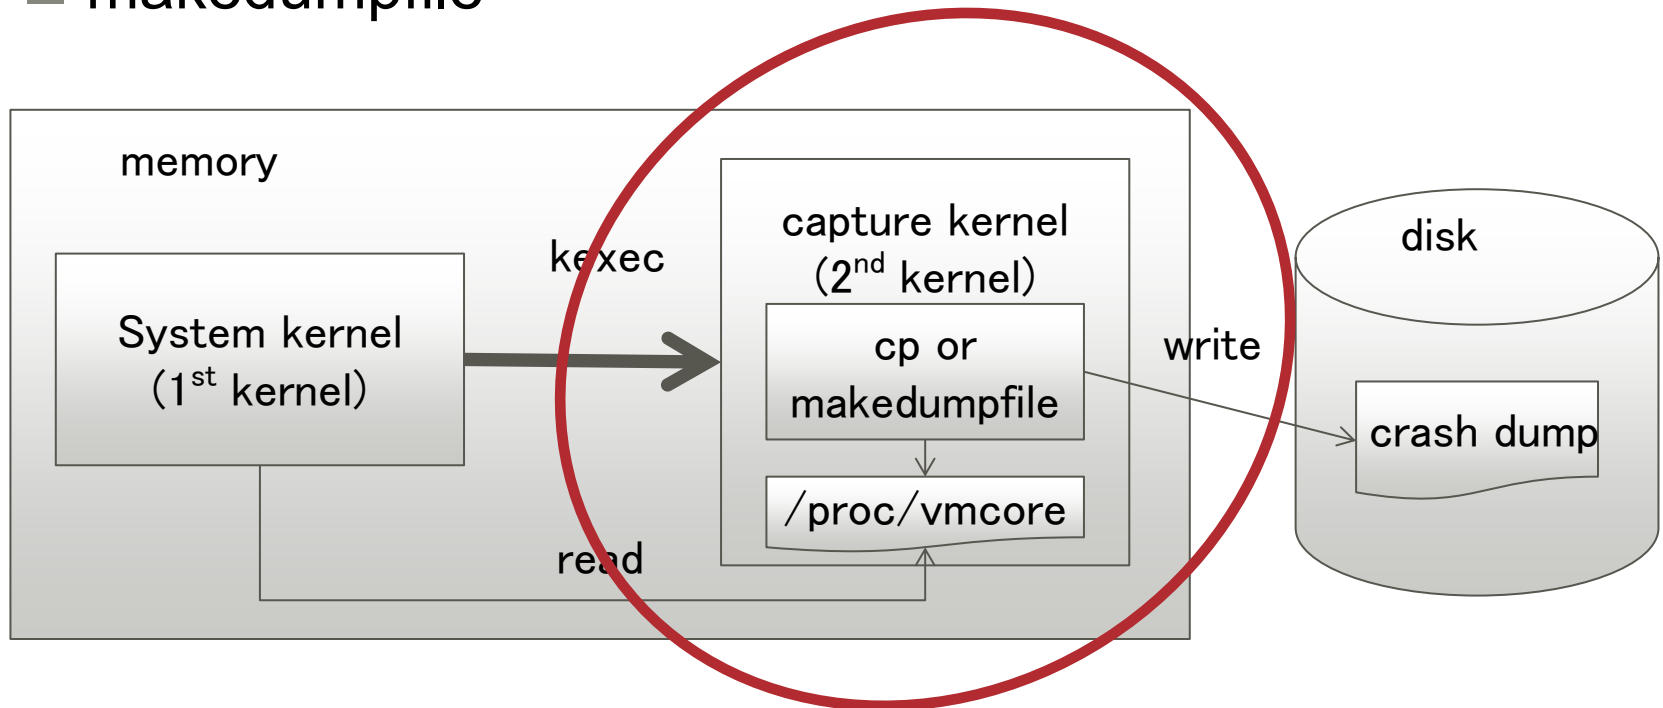 makedumpfile
memory
kexec
System kernel
(1st kernel)
capture kernel
(2nd kernel)
cp or
makedumpfile
/proc/vmcore
read
write
disk
crash dump